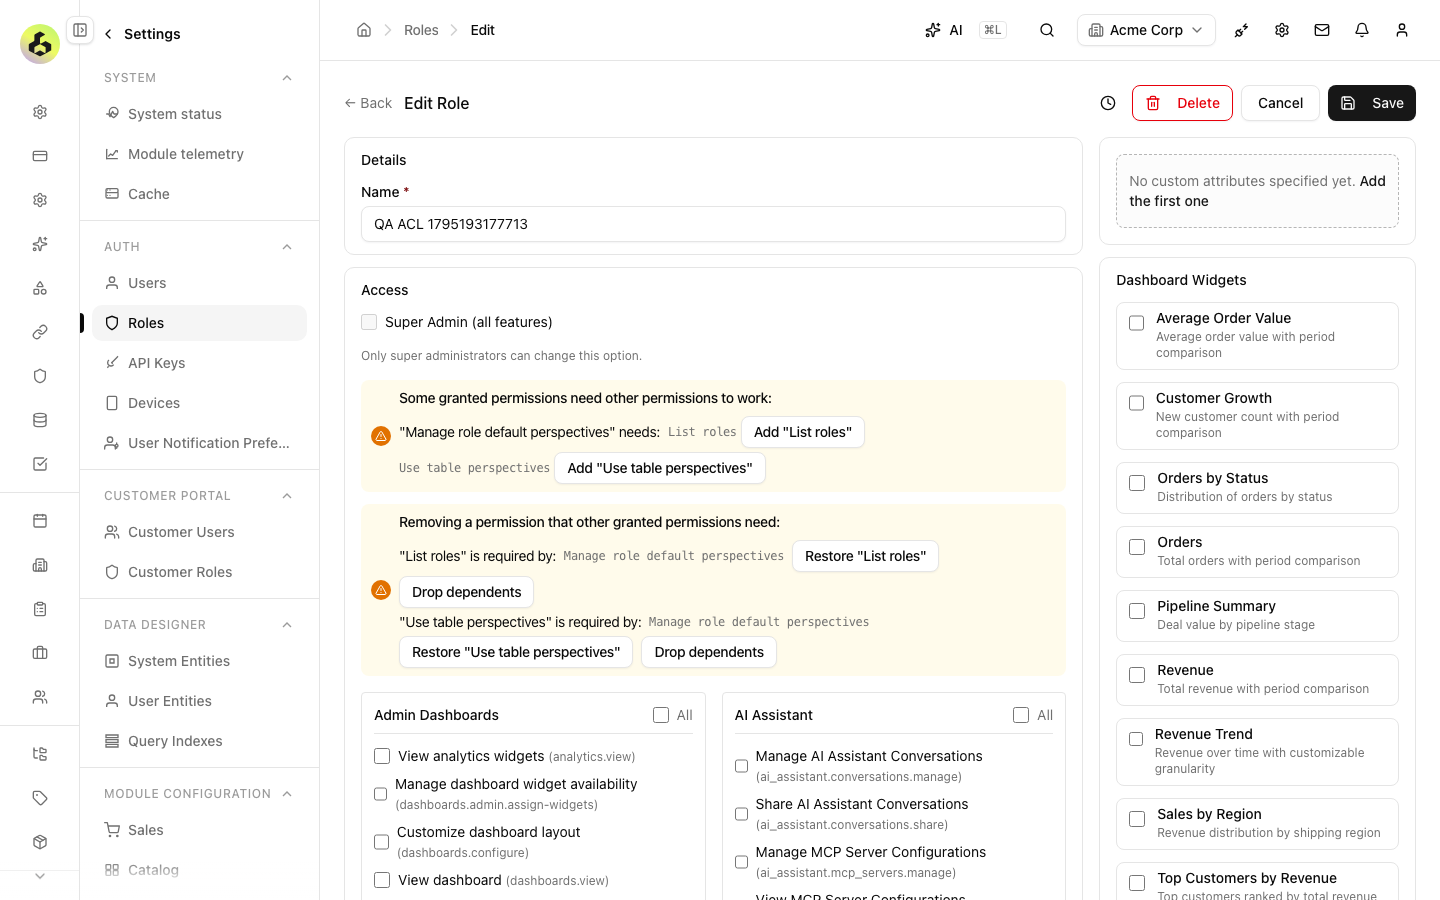 Settings
SYSTEM
System status
Module telemetry
Cache
AUTH
Users
Roles
API Keys
Devices
User Notification Prefe...
CUSTOMER PORTAL
Customer Users
Customer Roles
DATA DESIGNER
System Entities
User Entities
Query Indexes
MODULE CONFIGURATION
Sales
Catalog
Roles
Edit
AI
⌘L
Acme Corp
← Back
Edit Role
Delete
Cancel
Save
Details
Name *
QA ACL 1795193177713
Access
Super Admin (all features)
Only super administrators can change this option.
Some granted permissions need other permissions to work:
"Manage role default perspectives" needs: List roles Add "List roles"
Use table perspectives Add "Use table perspectives"
Removing a permission that other granted permissions need:
"List roles" is required by: Manage role default perspectives Restore "List roles"
Drop dependents
"Use table perspectives" is required by: Manage role default perspectives
Restore "Use table perspectives" Drop dependents
Admin Dashboards
All
View analytics widgets (analytics.view)
Manage dashboard widget availability
(dashboards.admin.assign-widgets)
Customize dashboard layout
(dashboards.configure)
View dashboard (dashboards.view)
AI Assistant
All
Manage AI Assistant Conversations
(ai_assistant.conversations.manage)
Share AI Assistant Conversations
(ai_assistant.conversations.share)
Manage MCP Server Configurations
(ai_assistant.mcp_servers.manage)
View MCP Server Configurations
No custom attributes specified yet. Add
the first one
Dashboard Widgets
Average Order Value
Average order value with period
comparison
Customer Growth
New customer count with period
comparison
Orders by Status
Distribution of orders by status
Orders
Total orders with period comparison
Pipeline Summary
Deal value by pipeline stage
Revenue
Total revenue with period comparison
Revenue Trend
Revenue over time with customizable
granularity
Sales by Region
Revenue distribution by shipping region
Top Customers by Revenue
Top customers ranked by total revenue